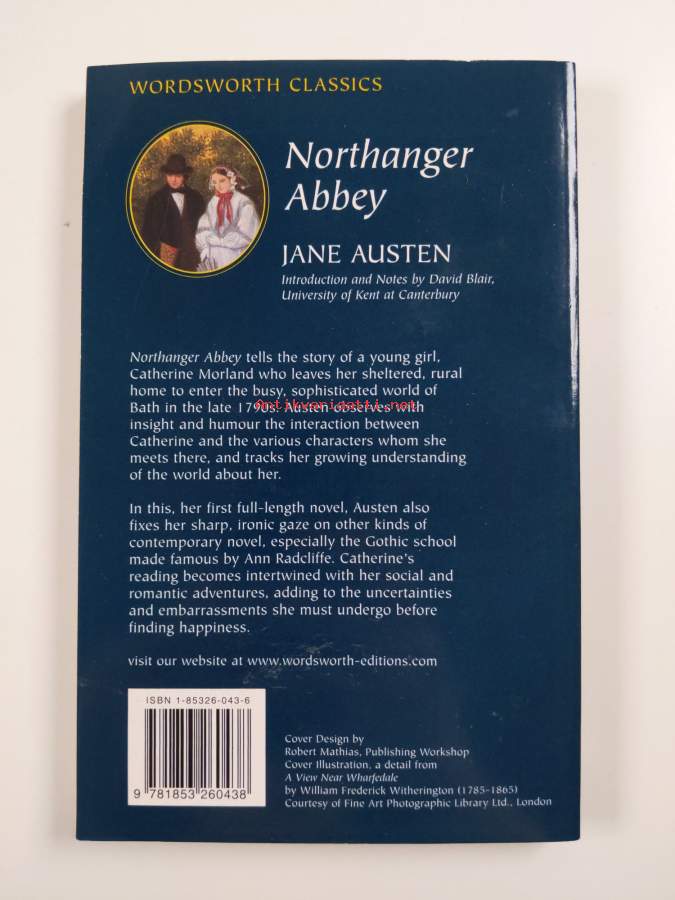 WORDSWORTH CLASSICS
Northanger
Abbey
JANE AUSTEN
Introduction and Notes by David Blair,
University of Kent at Canterbury
Northanger Abbey tells the story of a young girl,
Catherine Morland who leaves her sheltered, rural
home to enter the busy, sophisticated world of
Bath in the late 1790s. Austen observes with
Antikvariaatti.net
insight and humour the interaction between
Catherine and the various characters whom she
meets there, and tracks her growing understanding
of the world about her.
In this, her first full-length novel, Austen also
fixes her sharp, ironic gaze on other kinds of
contemporary novel, especially the Gothic school
made famous by Ann Radcliffe. Catherine's
reading becomes intertwined with her social and
romantic adventures, adding to the uncertainties
and embarrassments she must undergo before
finding happiness.
visit our website at www.wordsworth-editions.com
ISBN 1-85326-043-6
9 781853 260438
Cover Design by
Robert Mathias, Publishing Workshop
Cover Illustration, a detail from
A View Near Wharfedale
by William Frederick Witherington (1785-1865)
Courtesy of Fine Art Photographic Library Ltd., London